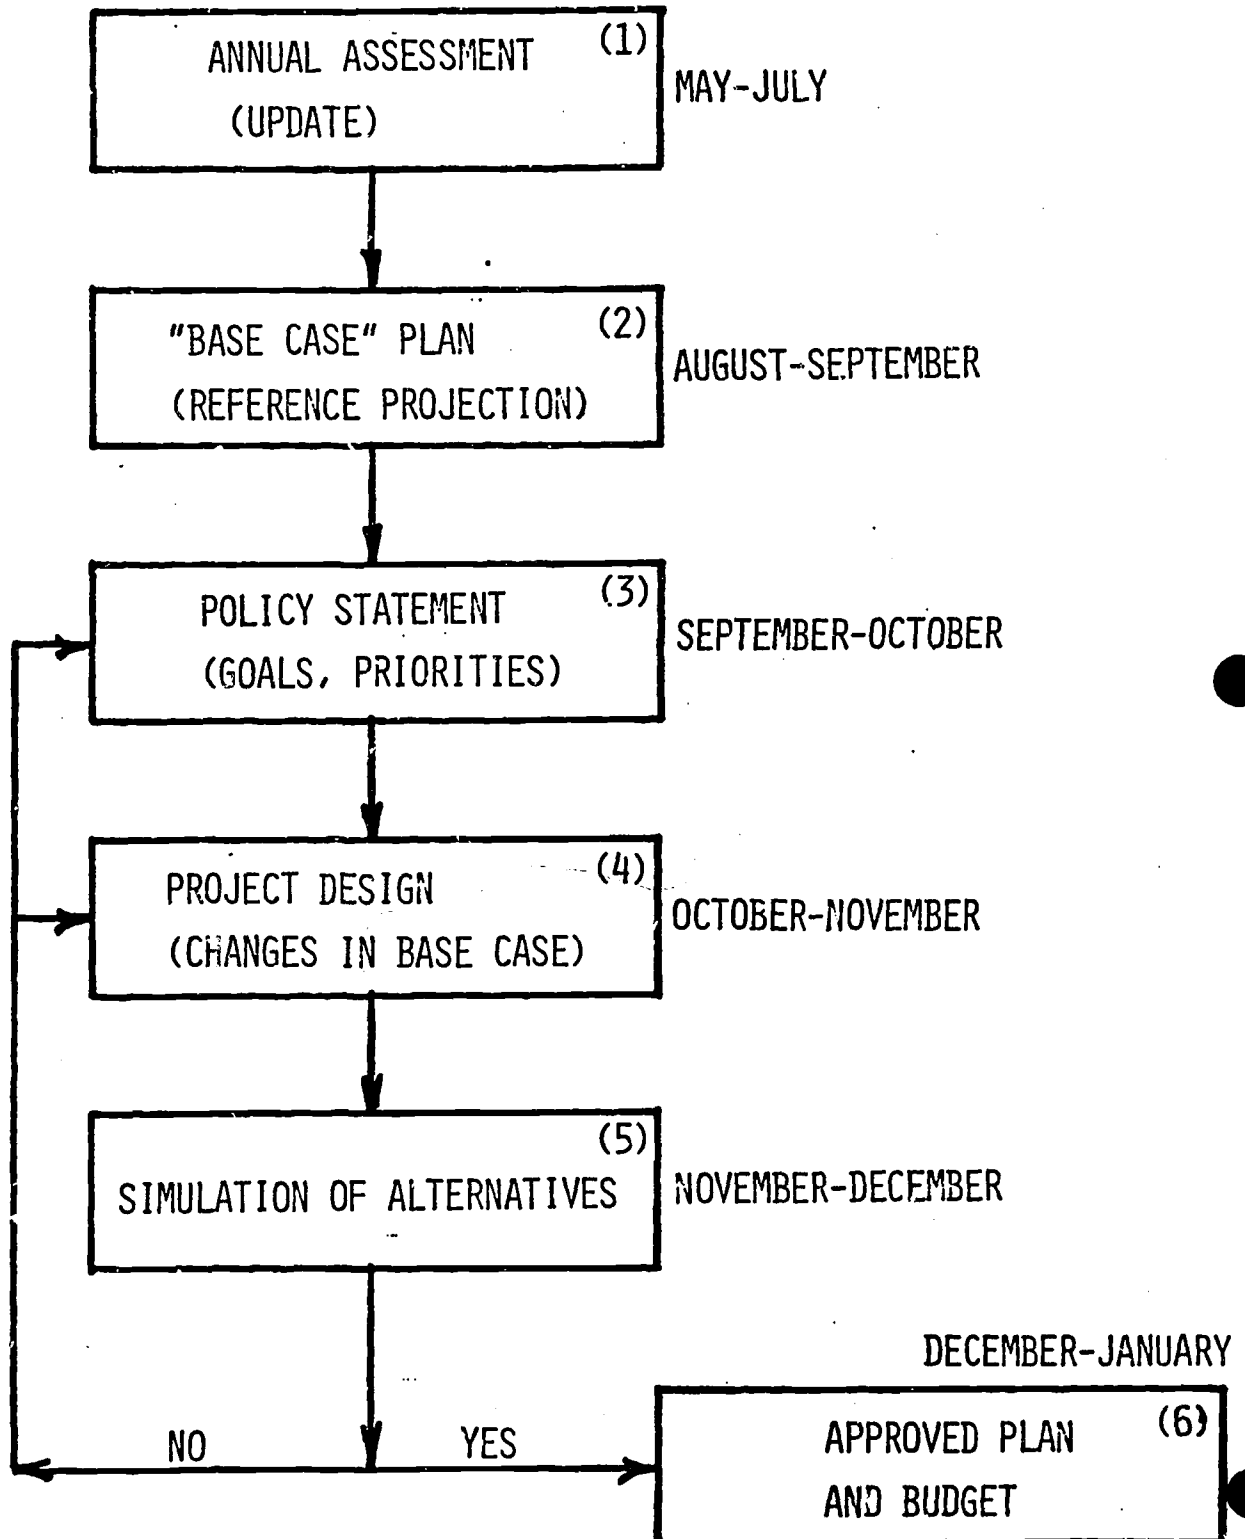 ANNUAL ASSESSMENT (1)
(UPDATE)
MAY-JULY
"BASE CASE" PLAN (2)
(REFERENCE PROJECTION)
AUGUST-SEPTEMBER
POLICY STATEMENT (3)
(GOALS, PRIORITIES)
SEPTEMBER-OCTOBER
PROJECT DESIGN (4)
(CHANGES IN BASE CASE)
OCTOBER-NOVEMBER
(5)
SIMULATION OF ALTERNATIVES
NOVEMBER-DECEMBER
DECEMBER-JANUARY
NO YES
APPROVED PLAN (6)
AND BUDGET